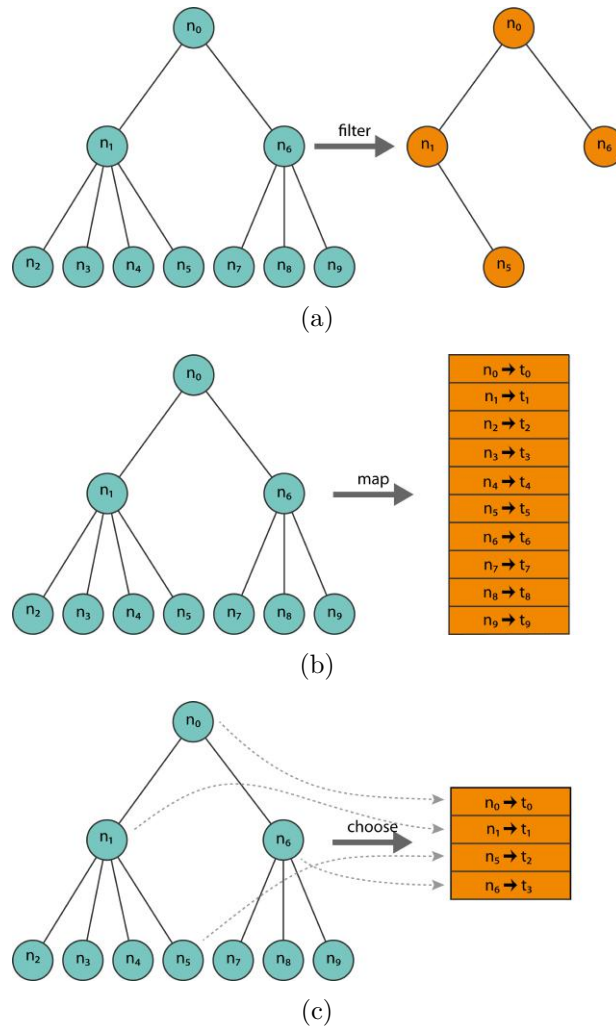 n₀ n₀
filter
n₁ n₆ n₁ n₆
n₂ n₃ n₄ n₅ n₇ n₈ n₉ n₅
(a)
n₀ n₀ → t₀
n₁ → t₁
n₂ → t₂
n₃ → t₃
map
n₁ n₆ n₄ → t₄
n₅ → t₅
n₆ → t₆
n₇ → t₇
n₂ n₃ n₄ n₅ n₇ n₈ n₉ n₈ → t₈
n₉ → t₉
(b)
n₀
n₀ → t₀
choose
n₁ n₆ n₁ → t₁
n₅ → t₂
n₆ → t₃
n₂ n₃ n₄ n₅ n₇ n₈ n₉
(c)